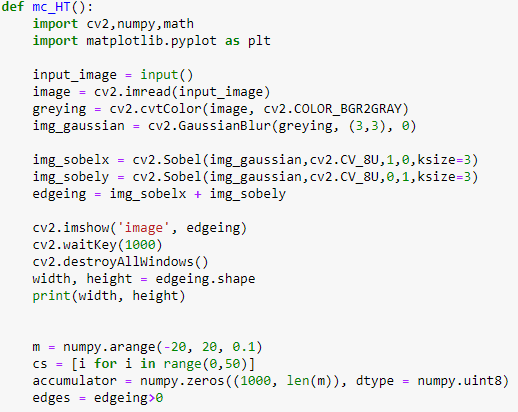 def mc_HT():
    import cv2,numpy,math
    import matplotlib.pyplot as plt
    input_image = input()
    image = cv2.imread(input_image)
    greying = cv2.cvtColor(image, cv2.COLOR_BGR2GRAY)
    img_gaussian = cv2.GaussianBlur(greying, (3,3), 0)
    img_sobelx = cv2.Sobel(img_gaussian,cv2.CV_8U,1,0,ksize=3)
    img_sobely = cv2.Sobel(img_gaussian,cv2.CV_8U,0,1,ksize=3)
    edgeing = img_sobelx + img_sobely
    cv2.imshow('image', edgeing)
    cv2.waitKey(1000)
    cv2.destroyAllWindows()
    width, height = edgeing.shape
    print(width, height)
    m = numpy.arange(-20, 20, 0.1)
    cs = [i for i in range(0,50)]
    accumulator = numpy.zeros((1000, len(m)), dtype = numpy.uint8)
    edges = edgeing>0